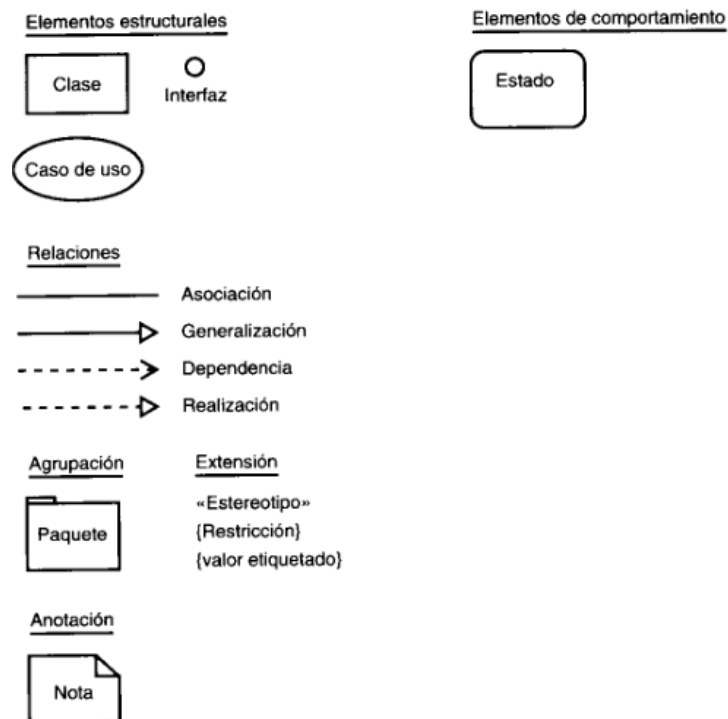 Elementos estructurales
Clase
Interfaz
Caso de uso
Elementos de comportamiento
Estado
Relaciones
Asociación
Generalización
Dependencia
Realización
Agrupación
Paquete
Extensión
«Estereotipo»
{Restricción}
{valor etiquetado}
Anotación
Nota